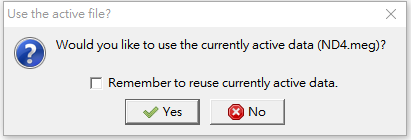 Use the active file?
Would you like to use the currently active data (ND4.meg)?
Remember to reuse currently active data.
Yes
No